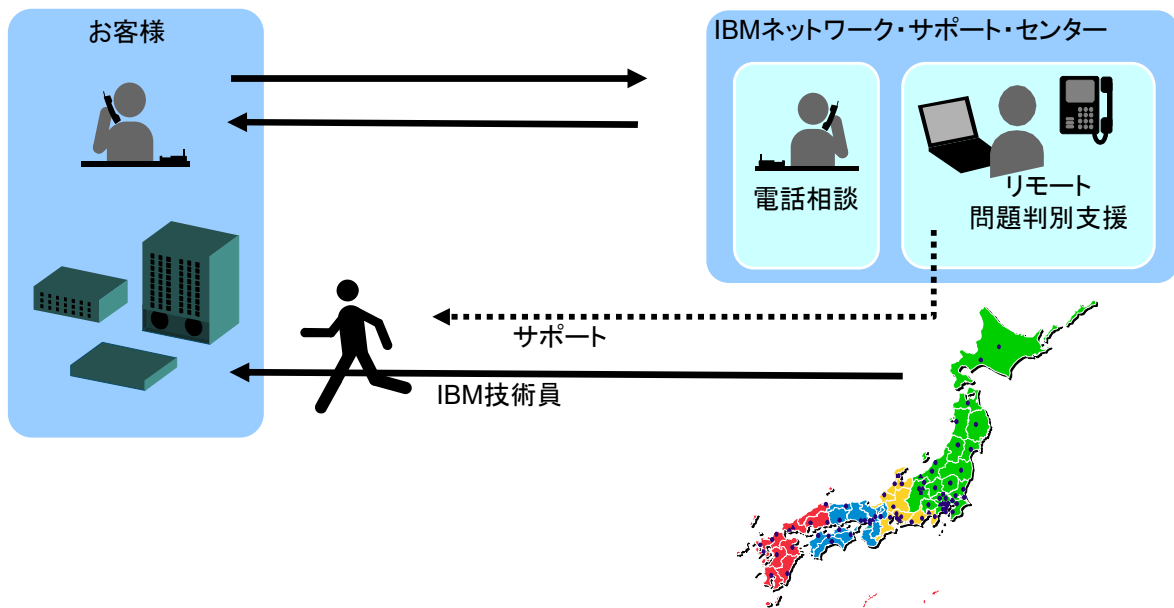 お客様
IBMネットワーク・サポート・センター
電話相談
リモート
問題判別支援
サポート
IBM技術員